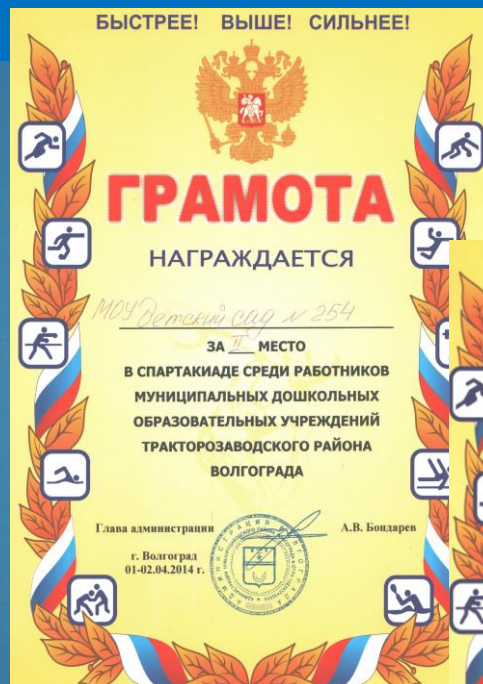 БЫСТРЕЕ! ВЫШЕ! СИЛЬНЕЕ!
ГРАМОТА
НАГРАЖДАЕТСЯ
МОУ Детский сад № 254
ЗА II МЕСТО
В СПАРТАКИАДЕ СРЕДИ РАБОТНИКОВ
МУНИЦИПАЛЬНЫХ ДОШКОЛЬНЫХ
ОБРАЗОВАТЕЛЬНЫХ УЧРЕЖДЕНИЙ
ТРАКТОРОЗАВОДСКОГО РАЙОНА
ВОЛГОГРАДА
Глава администрации А.В. Бондарев
г. Волгоград
01-02.04.2014 г.